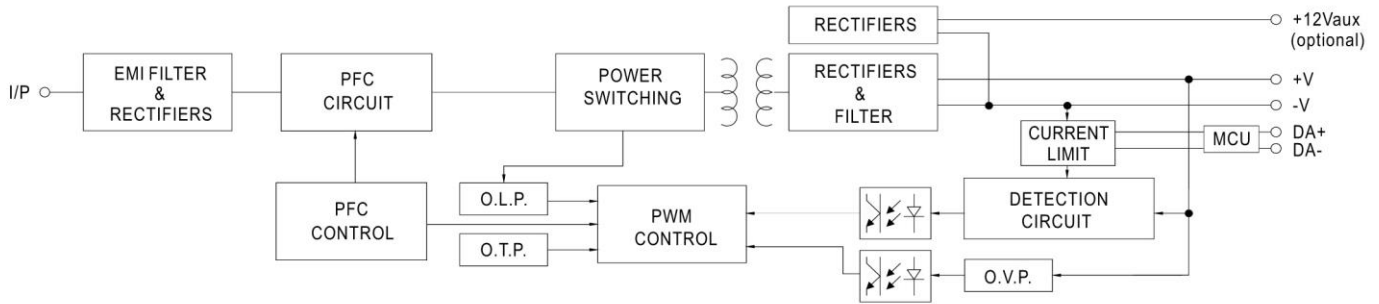 RECTIFIERS
+12Vaux
(optional)
I/P
EMI FILTER
&
RECTIFIERS
PFC
CIRCUIT
POWER
SWITCHING
RECTIFIERS
&
FILTER
+V
-V
CURRENT
LIMIT
MCU
DA+
DA-
PFC
CONTROL
O.L.P.
O.T.P.
PWM
CONTROL
DETECTION
CIRCUIT
O.V.P.